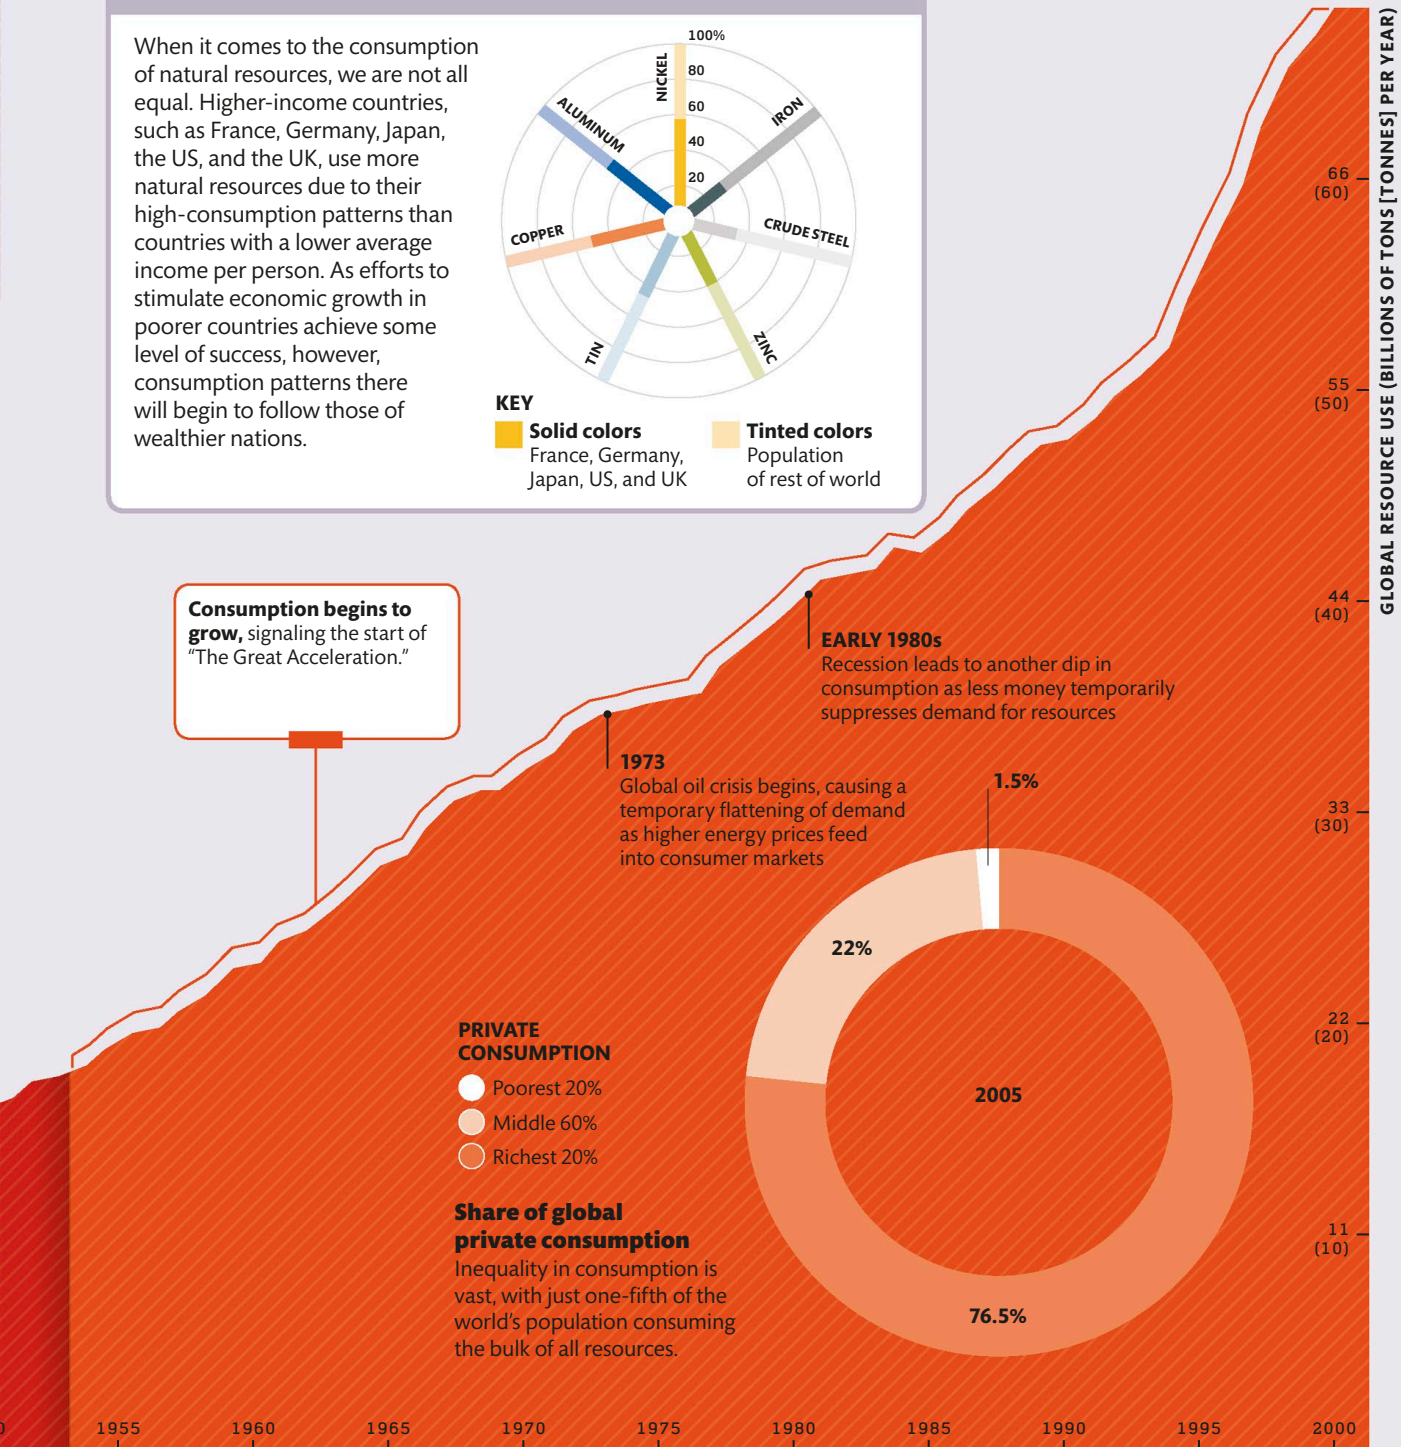 When it comes to the consumption
of natural resources, we are not all
equal. Higher-income countries,
such as France, Germany, Japan,
the US, and the UK, use more
natural resources due to their
high-consumption patterns than
countries with a lower average
income per person. As efforts to
stimulate economic growth in
poorer countries achieve some
level of success, however,
consumption patterns there
will begin to follow those of
wealthier nations.
100%
80
60
40
20
NICKEL
IRON
CRUDE STEEL
ZINC
TIN
COPPER
ALUMINUM
KEY
Solid colors
France, Germany,
Japan, US, and UK
Tinted colors
Population
of rest of world
GLOBAL RESOURCE USE (BILLIONS OF TONS [TONNES] PER YEAR)
66
(60)
55
(50)
44
(40)
33
(30)
22
(20)
11
(10)
Consumption begins to
grow, signaling the start of
“The Great Acceleration.”
EARLY 1980s
Recession leads to another dip in
consumption as less money temporarily
suppresses demand for resources
1973
Global oil crisis begins, causing a
temporary flattening of demand
as higher energy prices feed
into consumer markets
1.5%
22%
2005
76.5%
PRIVATE
CONSUMPTION
Poorest 20%
Middle 60%
Richest 20%
Share of global
private consumption
Inequality in consumption is
vast, with just one-fifth of the
world’s population consuming
the bulk of all resources.
0
1955
1960
1965
1970
1975
1980
1985
1990
1995
2000